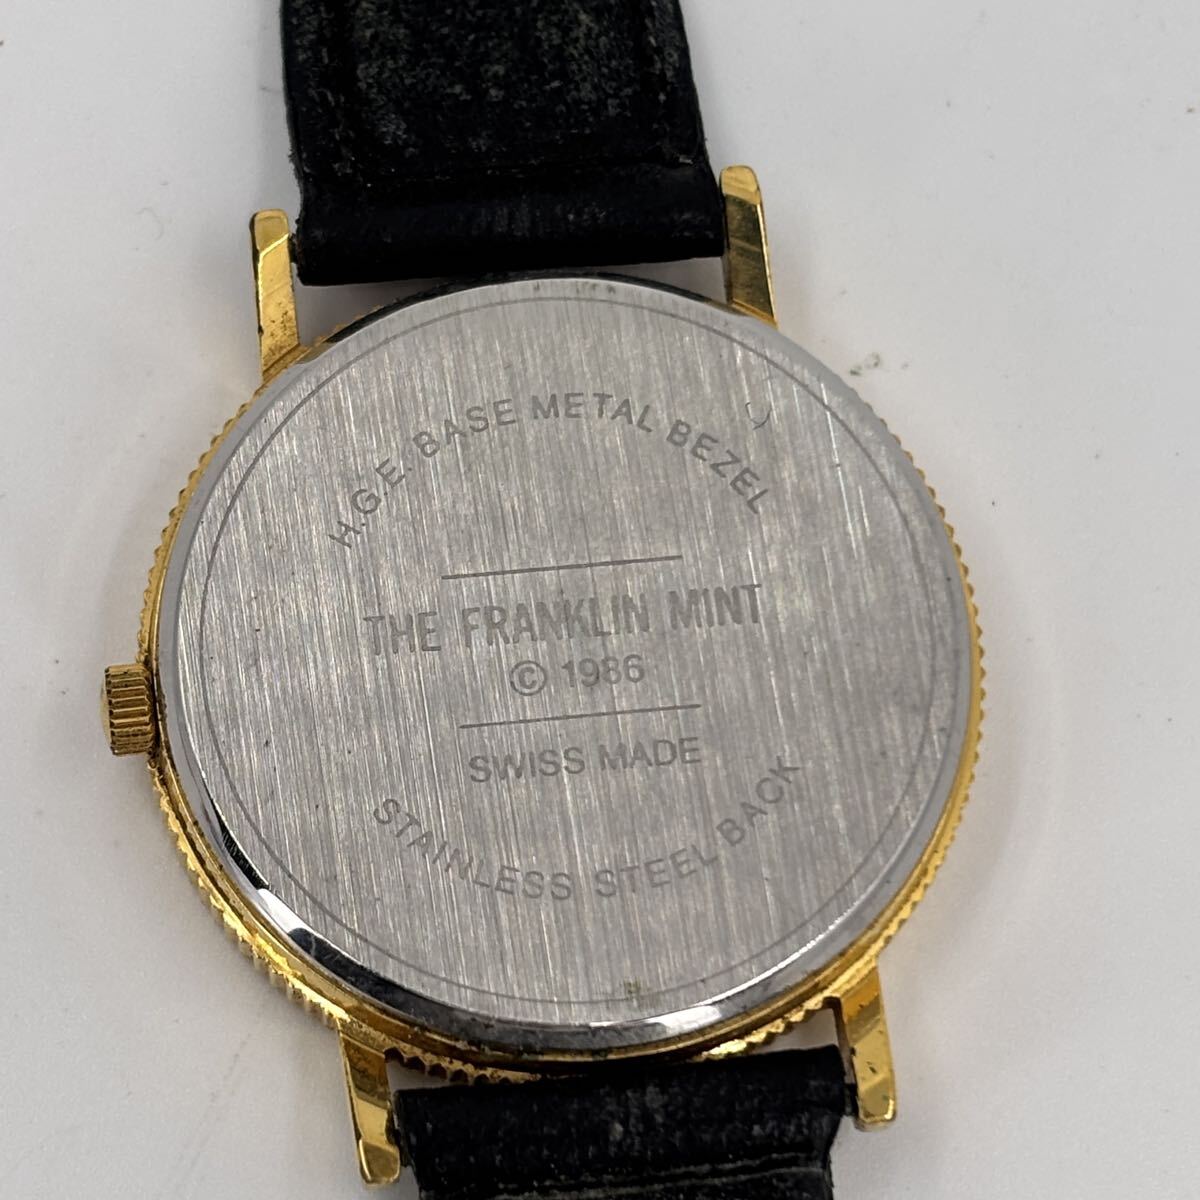 H.G.E. BASE METAL BEZEL
THE FRANKLIN MINT
© 1986
SWISS MADE
STAINLESS STEEL BACK